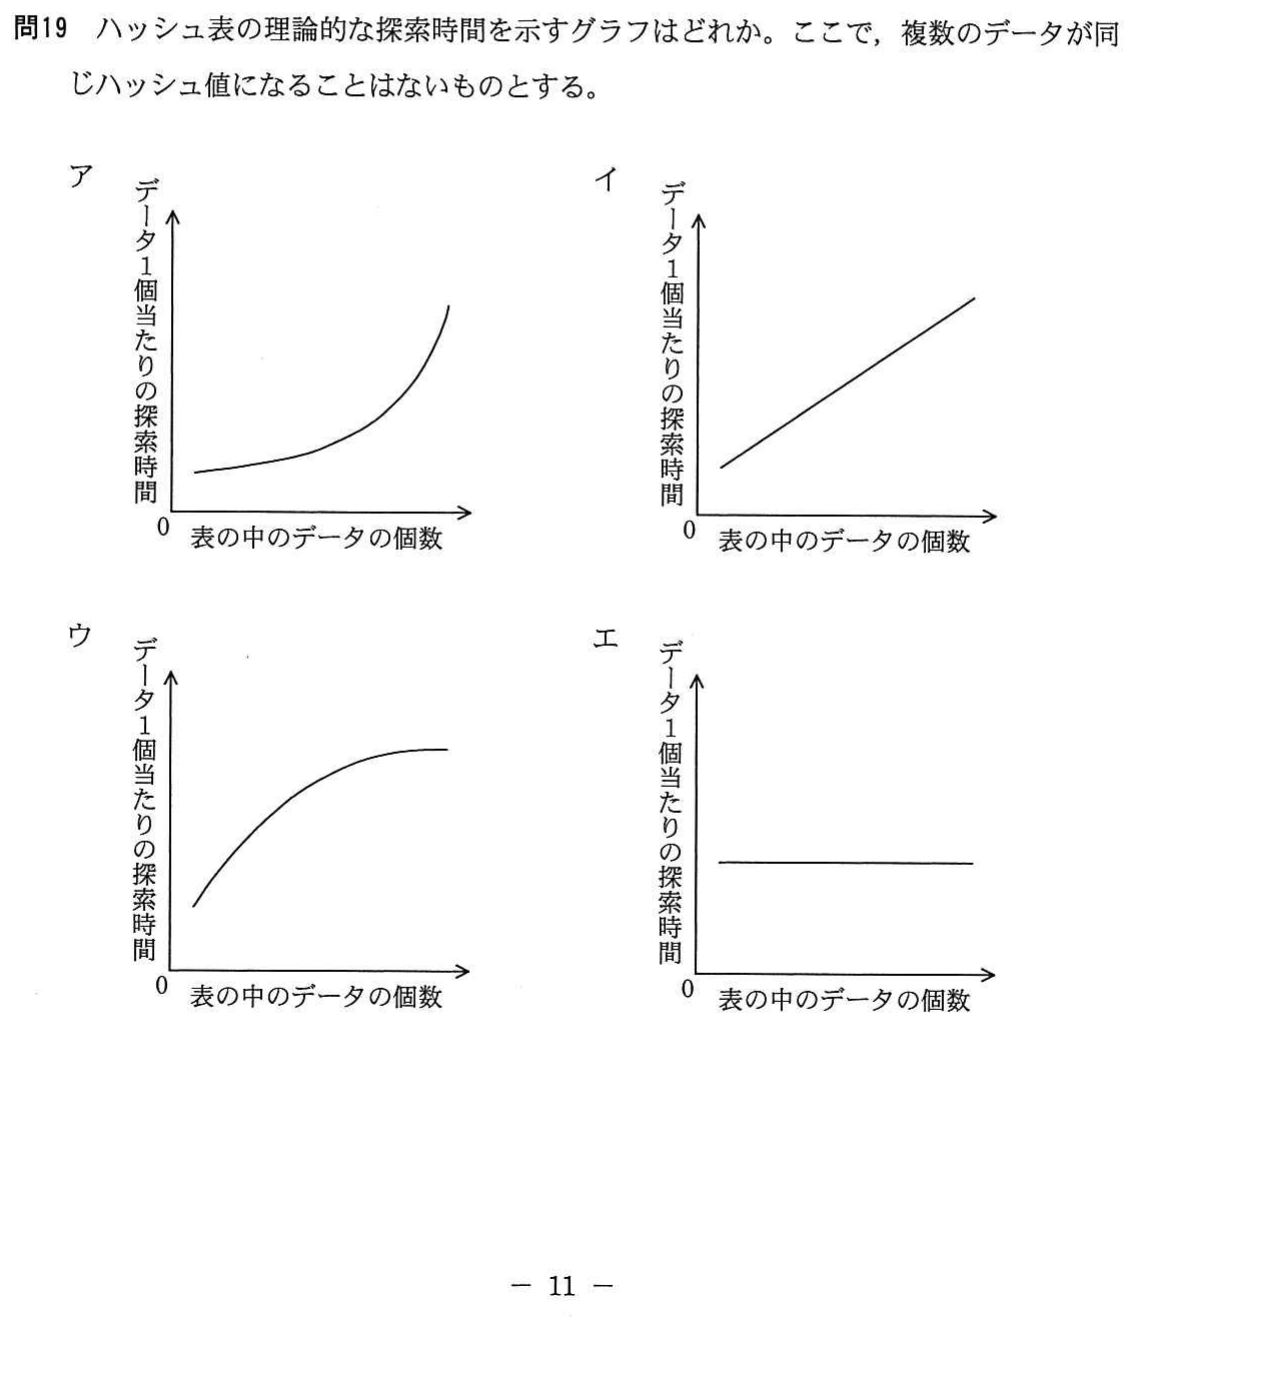 問19 ハッシュ表の理論的な探索時間を示すグラフはどれか。ここで，複数のデータが同
じハッシュ値になることはないものとする。
ア
データ1個当たりの探索時間
0
表の中のデータの個数
イ
データ1個当たりの探索時間
0
表の中のデータの個数
ウ
データ1個当たりの探索時間
0
表の中のデータの個数
エ
データ1個当たりの探索時間
0
表の中のデータの個数
－ 11 －